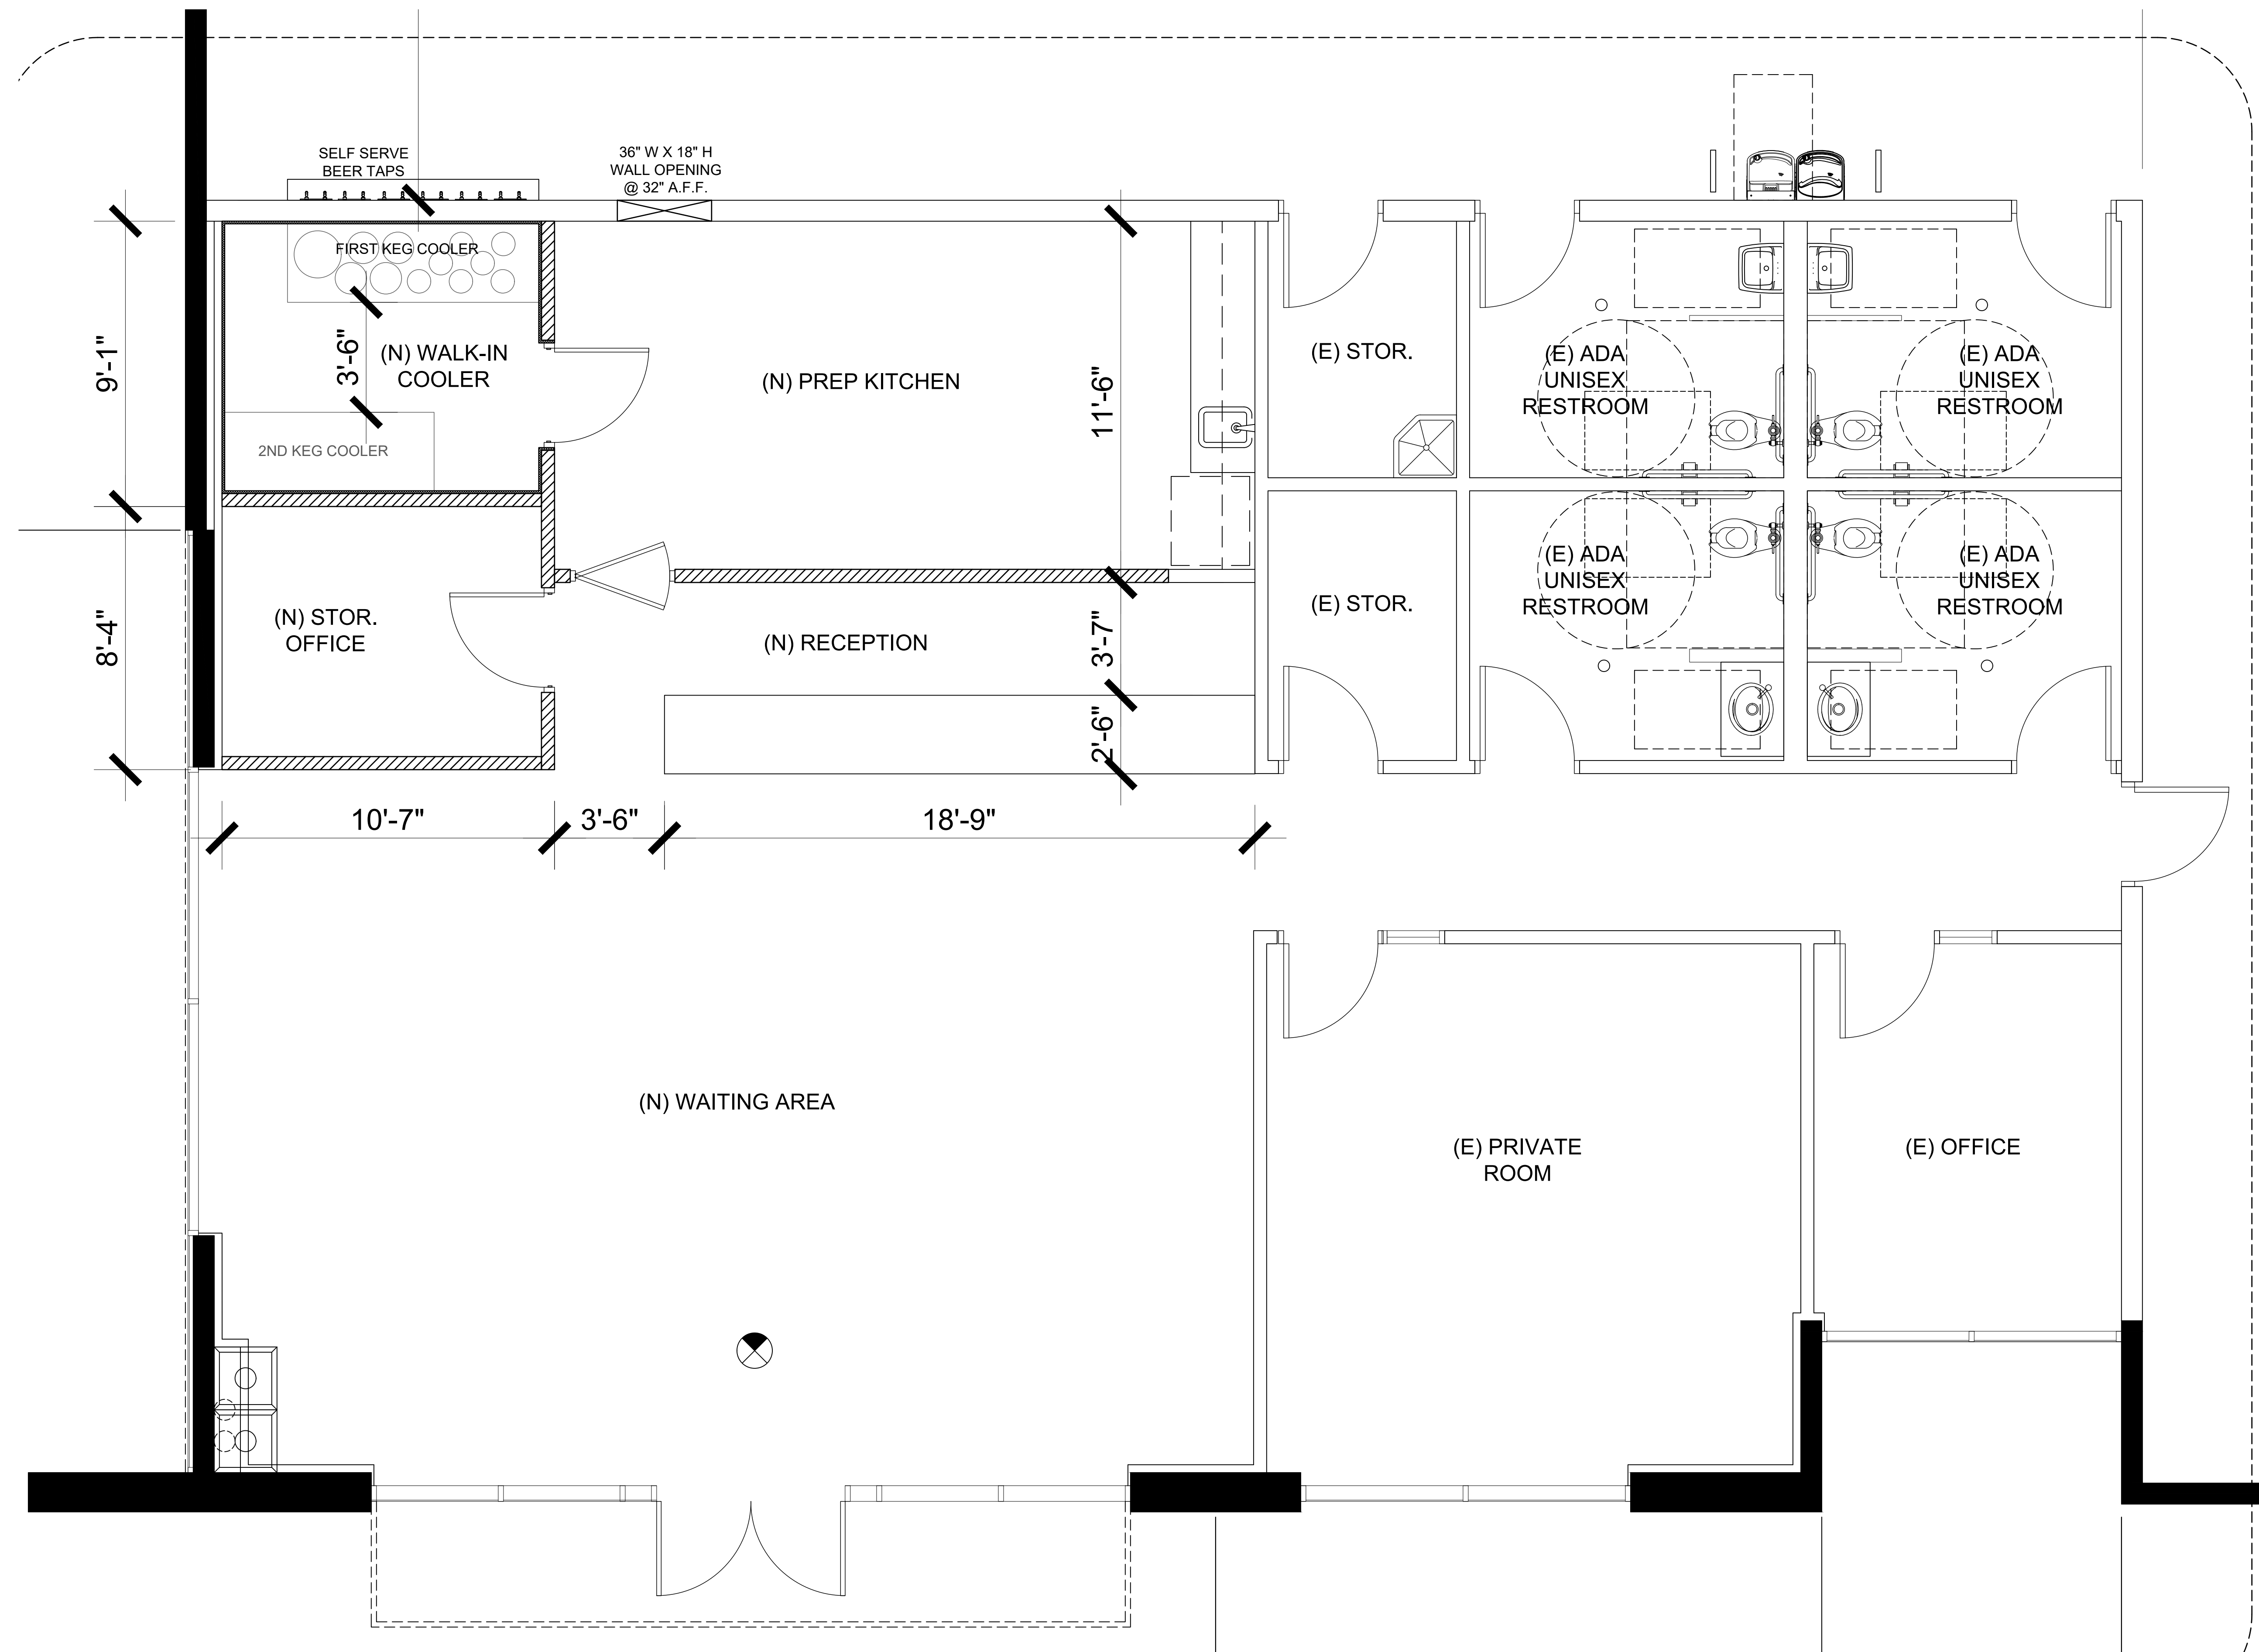 SELF SERVE
BEER TAPS
36" W X 18" H
WALL OPENING
@ 32" A.F.F.
FIRST KEG COOLER
9'-1"
3'-6"
(N) WALK-IN
COOLER
(N) PREP KITCHEN
11'-6"
(E) STOR.
(E) ADA
UNISEX
RESTROOM
(E) ADA
UNISEX
RESTROOM
2ND KEG COOLER
8'-4"
(N) STOR.
OFFICE
(N) RECEPTION
3'-7"
(E) STOR.
(E) ADA
UNISEX
RESTROOM
(E) ADA
UNISEX
RESTROOM
2'-6"
10'-7"
3'-6"
18'-9"
(N) WAITING AREA
(E) PRIVATE
ROOM
(E) OFFICE